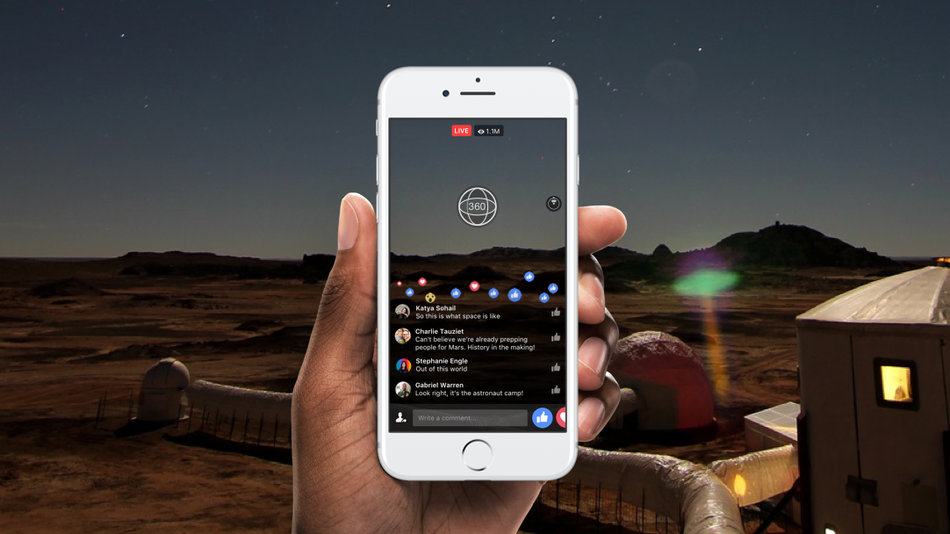 LIVE 1.1M
360
Katya Sohail
So this is what space is like
Charlie Tauziet
Can't believe we're already prepping
people for Mars. History in the making!
Stephanie Engle
Out of this world
Gabriel Warren
Look right, it's the astronaut camp!
Write a comment...